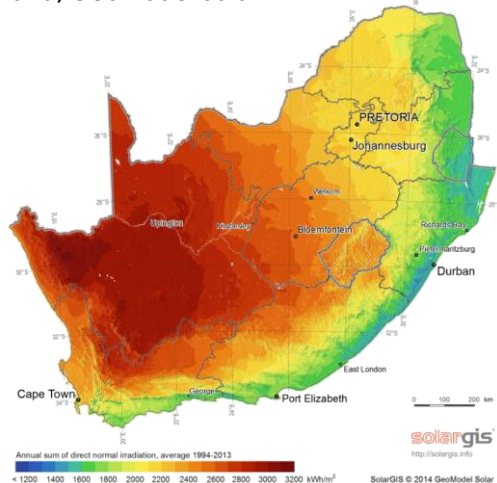 PRETORIA
Johannesburg
Welkom
Upington
Kimberley
Bloemfontein
Richards Bay
Pietermaritzburg
Durban
East London
Cape Town
George
Port Elizabeth
0 100 200 km
solargis
http://solargis.info
Annual sum of direct normal irradiation, average 1994-2013
< 1200 1400 1600 1800 2000 2200 2400 2600 2800 3000 3200 kWh/m²
SolarGIS © 2014 GeoModel Solar